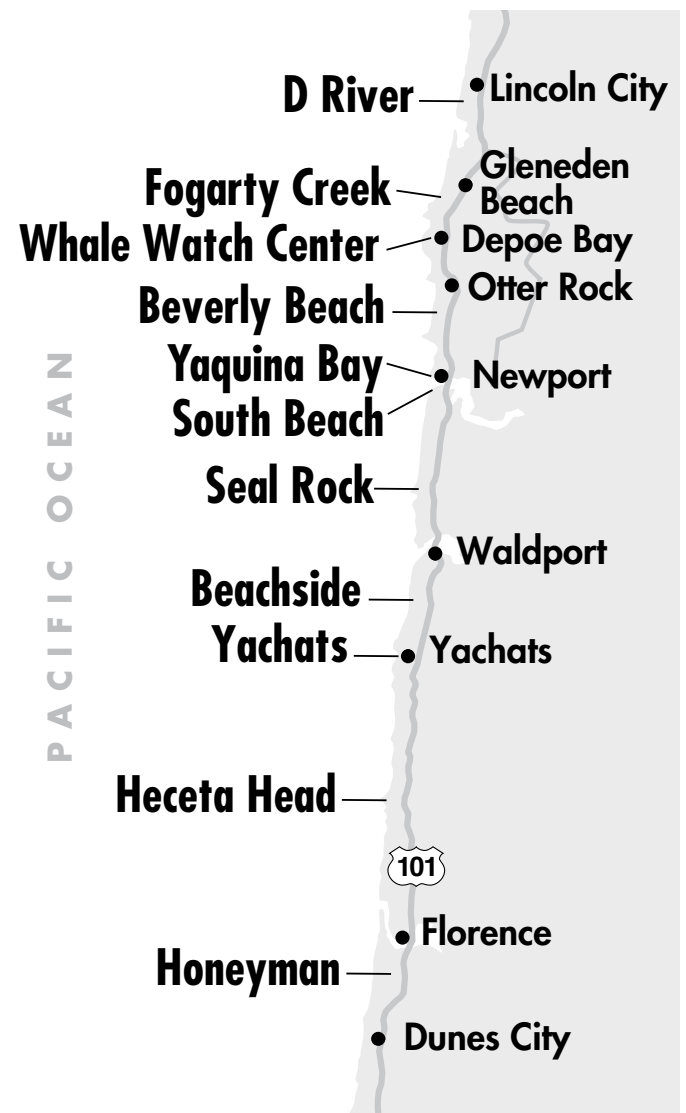 D River
Lincoln City
Gleneden
Beach
Fogarty Creek
Whale Watch Center
Depoe Bay
Otter Rock
Beverly Beach
Yaquina Bay
Newport
South Beach
Seal Rock
PACIFIC OCEAN
Waldport
Beachside
Yachats
Yachats
Heceta Head
101
Florence
Honeyman
Dunes City